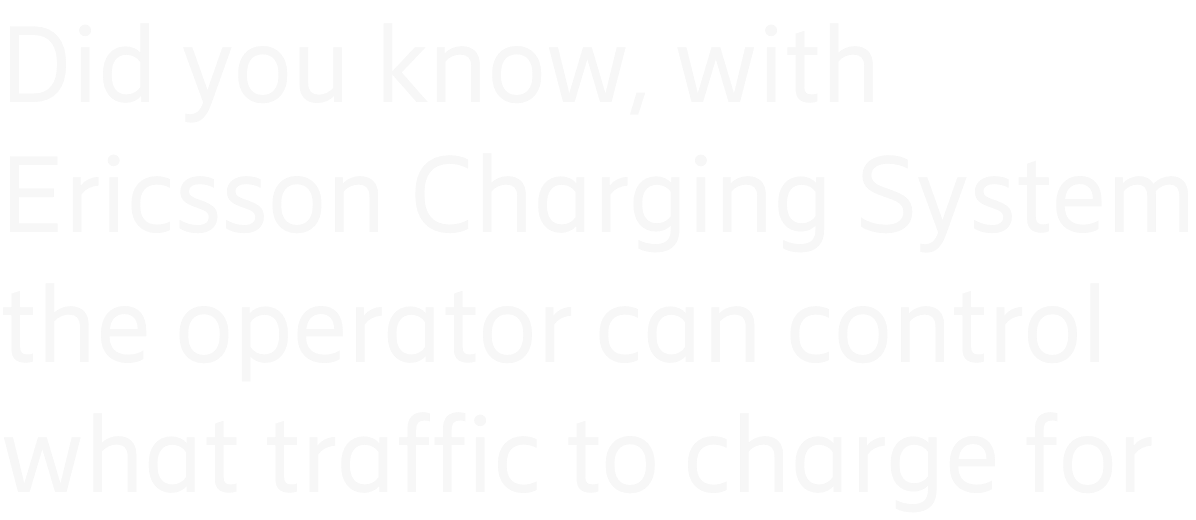 Did you know, with
Ericsson Charging System
the operator can control
what traffic to charge for